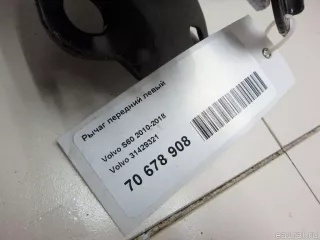 Рычаг передний левый
Volvo S60 2010-2018
Volvo 31429321
70 678 908